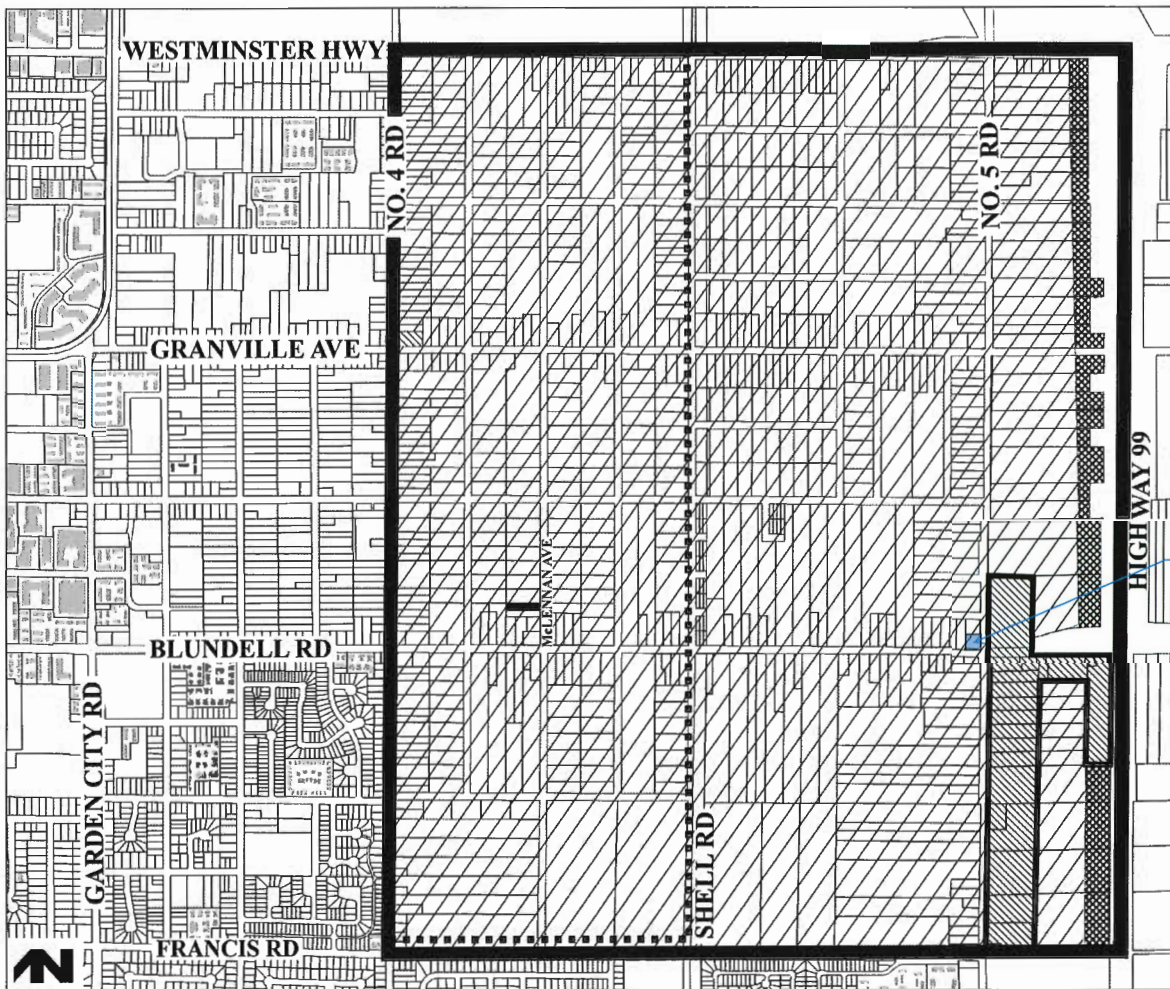 WESTMINSTER HWY
NO. 4 RD
NO. 5 RD
GRANVILLE AVE
HIGHWAY 99
McLENNAN AVE
BLUNDELL RD
GARDEN CITY RD
SHELL RD
FRANCIS RD
N